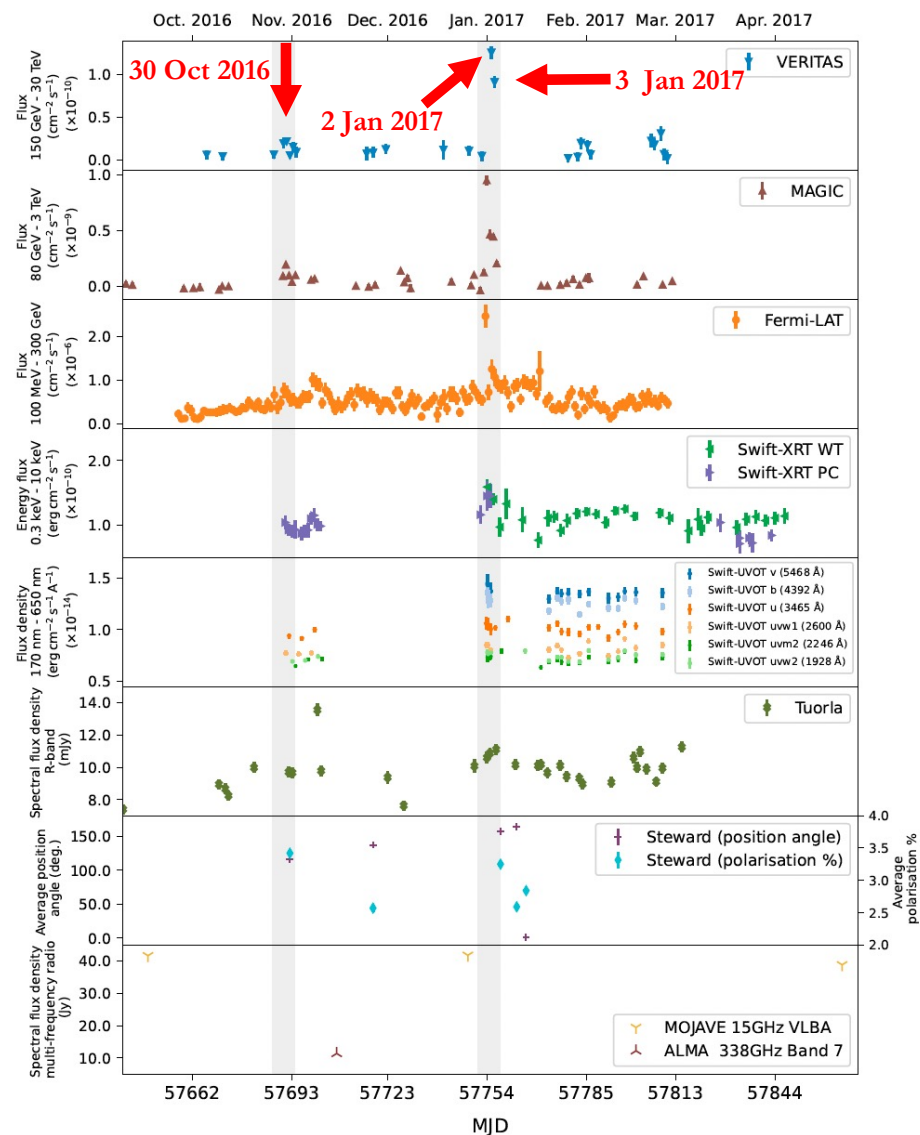 Oct. 2016 Nov. 2016 Dec. 2016 Jan. 2017 Feb. 2017 Mar. 2017 Apr. 2017
Flux
150 GeV - 30 TeV
(cm⁻² s⁻¹)
(×10⁻¹⁰)
1.0
0.5
0.0
VERITAS
30 Oct 2016
2 Jan 2017
3 Jan 2017
Flux
80 GeV - 3 TeV
(cm⁻² s⁻¹)
(×10⁻⁹)
1.0
0.5
0.0
MAGIC
Flux
100 MeV - 300 GeV
(cm⁻² s⁻¹)
(×10⁻⁶)
2.0
1.0
0.0
Fermi-LAT
Energy flux
0.3 keV - 10 keV
(erg cm⁻² s⁻¹)
(×10⁻¹⁰)
2.0
1.0
Swift-XRT WT
Swift-XRT PC
Flux density
170 nm - 650 nm
(erg cm⁻² s⁻¹ A⁻¹)
(×10⁻¹⁴)
1.5
1.0
0.5
Swift-UVOT v (5468 Å)
Swift-UVOT b (4392 Å)
Swift-UVOT u (3465 Å)
Swift-UVOT uvw1 (2600 Å)
Swift-UVOT uvm2 (2246 Å)
Swift-UVOT uvw2 (1928 Å)
Spectral flux density
R-band
(mJy)
14.0
12.0
10.0
8.0
Tuorla
Average position
angle (deg.)
150.0
100.0
50.0
0.0
Steward (position angle)
Steward (polarisation %)
4.0
3.5
3.0
2.5
2.0
Average
polarisation %
Spectral flux density
multi-frequency radio
(Jy)
40.0
30.0
20.0
10.0
MOJAVE 15GHz VLBA
ALMA 338GHz Band 7
57662 57693 57723 57754 57785 57813 57844
MJD